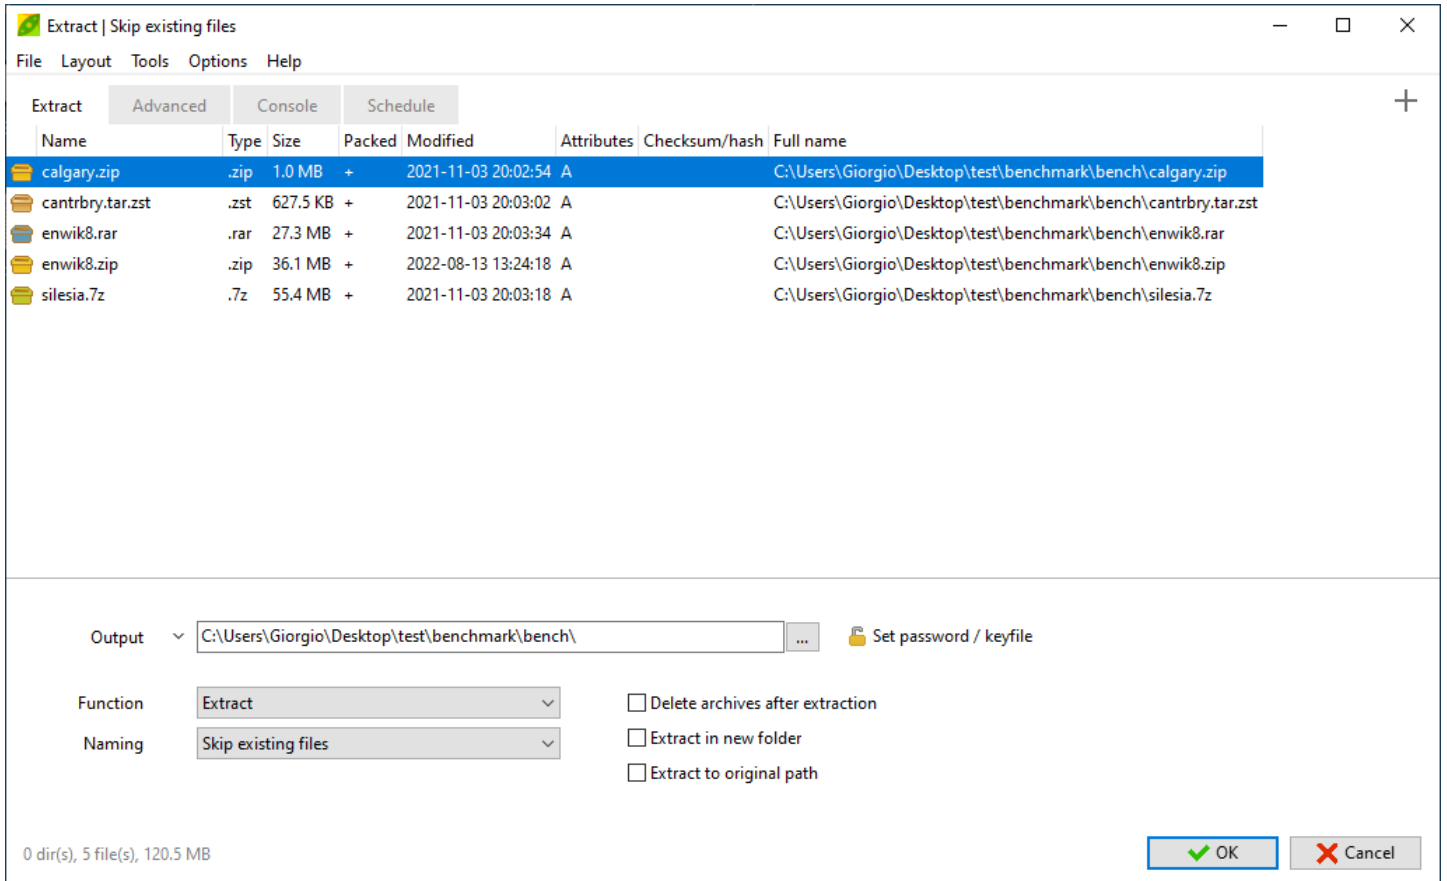 Extract | Skip existing files
File Layout Tools Options Help
Extract Advanced Console Schedule
Name Type Size Packed Modified Attributes Checksum/hash Full name
calgary.zip .zip 1.0 MB + 2021-11-03 20:02:54 A C:\Users\Giorgio\Desktop\test\benchmark\bench\calgary.zip
cantrbry.tar.zst .zst 627.5 KB + 2021-11-03 20:03:02 A C:\Users\Giorgio\Desktop\test\benchmark\bench\cantrbry.tar.zst
enwik8.rar .rar 27.3 MB + 2021-11-03 20:03:34 A C:\Users\Giorgio\Desktop\test\benchmark\bench\enwik8.rar
enwik8.zip .zip 36.1 MB + 2022-08-13 13:24:18 A C:\Users\Giorgio\Desktop\test\benchmark\bench\enwik8.zip
silesia.7z .7z 55.4 MB + 2021-11-03 20:03:18 A C:\Users\Giorgio\Desktop\test\benchmark\bench\silesia.7z
Output C:\Users\Giorgio\Desktop\test\benchmark\bench\ ... Set password / keyfile
Function Extract Delete archives after extraction
Naming Skip existing files Extract in new folder
Extract to original path
0 dir(s), 5 file(s), 120.5 MB OK Cancel